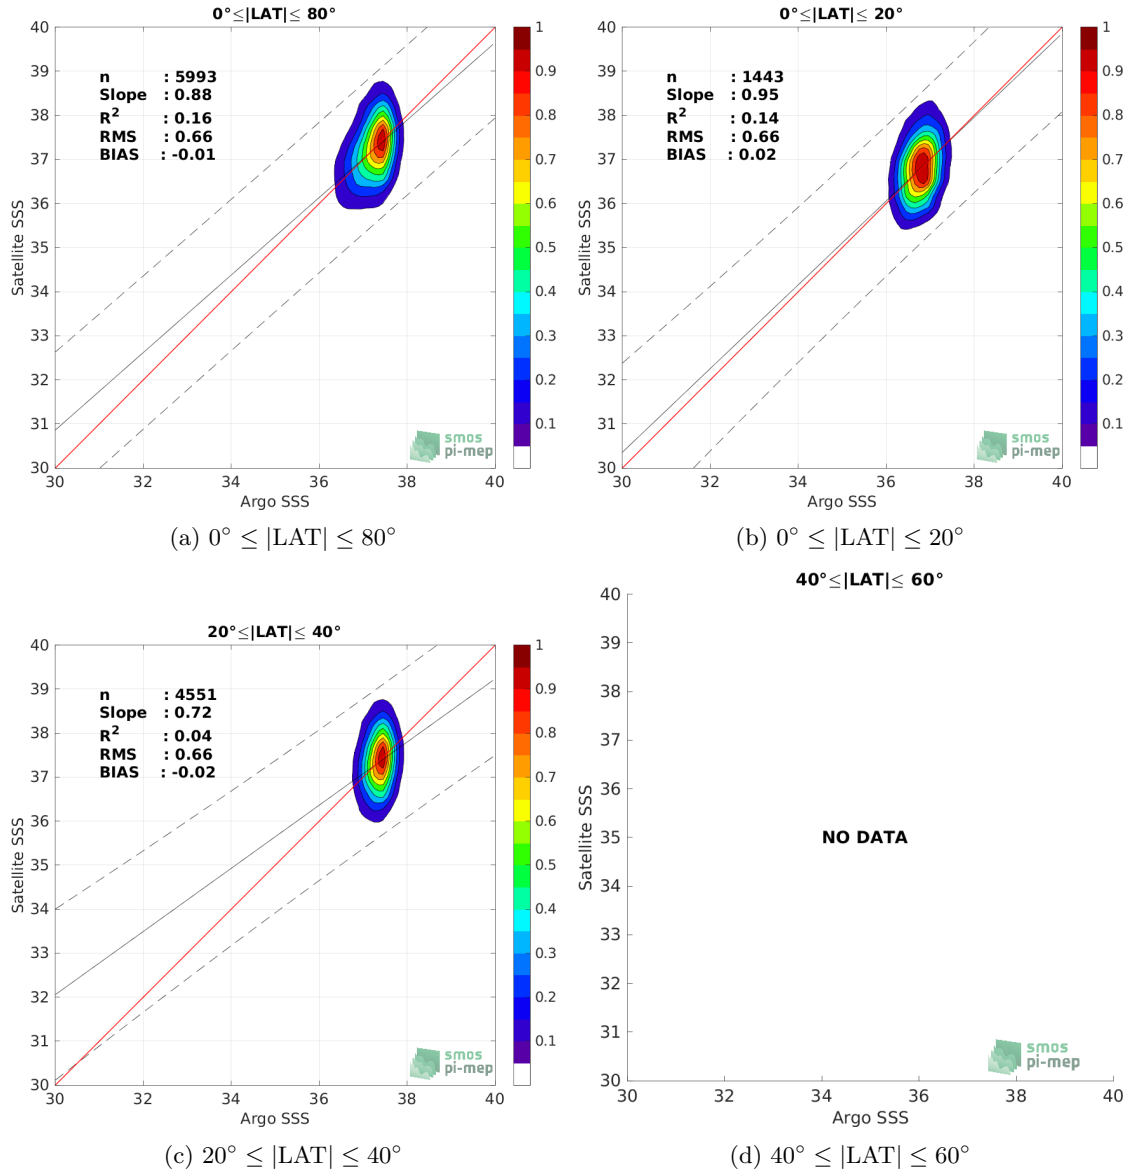 0°≤|LAT|≤ 80°
40
39
38
37
36
35
34
33
32
31
30
Satellite SSS
n : 5993
Slope : 0.88
R² : 0.16
RMS : 0.66
BIAS : -0.01
smos
pi-mep
30 32 34 36 38 40
Argo SSS
1
0.9
0.8
0.7
0.6
0.5
0.4
0.3
0.2
0.1
(a) 0° ≤ |LAT| ≤ 80°
0°≤|LAT|≤ 20°
40
39
38
37
36
35
34
33
32
31
30
Satellite SSS
n : 1443
Slope : 0.95
R² : 0.14
RMS : 0.66
BIAS : 0.02
smos
pi-mep
30 32 34 36 38 40
Argo SSS
1
0.9
0.8
0.7
0.6
0.5
0.4
0.3
0.2
0.1
(b) 0° ≤ |LAT| ≤ 20°
20°≤|LAT|≤ 40°
40
39
38
37
36
35
34
33
32
31
30
Satellite SSS
n : 4551
Slope : 0.72
R² : 0.04
RMS : 0.66
BIAS : -0.02
smos
pi-mep
30 32 34 36 38 40
Argo SSS
1
0.9
0.8
0.7
0.6
0.5
0.4
0.3
0.2
0.1
(c) 20° ≤ |LAT| ≤ 40°
40°≤|LAT|≤ 60°
40
39
38
37
36
35
34
33
32
31
30
Satellite SSS
NO DATA
smos
pi-mep
30 32 34 36 38 40
Argo SSS
(d) 40° ≤ |LAT| ≤ 60°